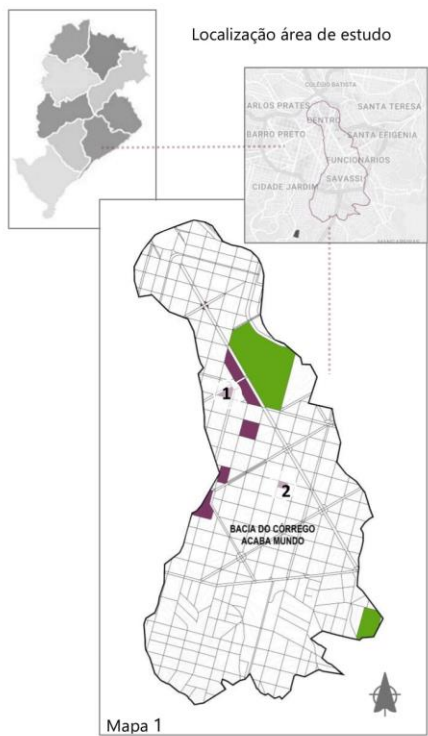 Localização área de estudo
COLÉGIO BATISTA
ARLOS PRATES
SANTA TERESA
CENTRO
BARRO PRETO
SANTA EFIGENIA
FUNCIONÁRIOS
SAVASSI
CIDADE JARDIM
1
2
BACIA DO CÓRREGO
ACABA MUNDO
Mapa 1